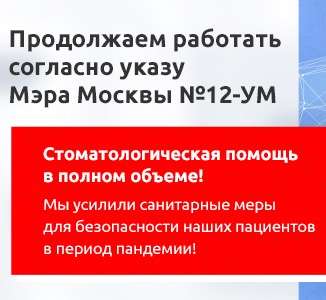 Продолжаем работать
согласно указу
Мэра Москвы №12-УМ
Стоматологическая помощь
в полном объеме!
Мы усилили санитарные меры
для безопасности наших пациентов
в период пандемии!